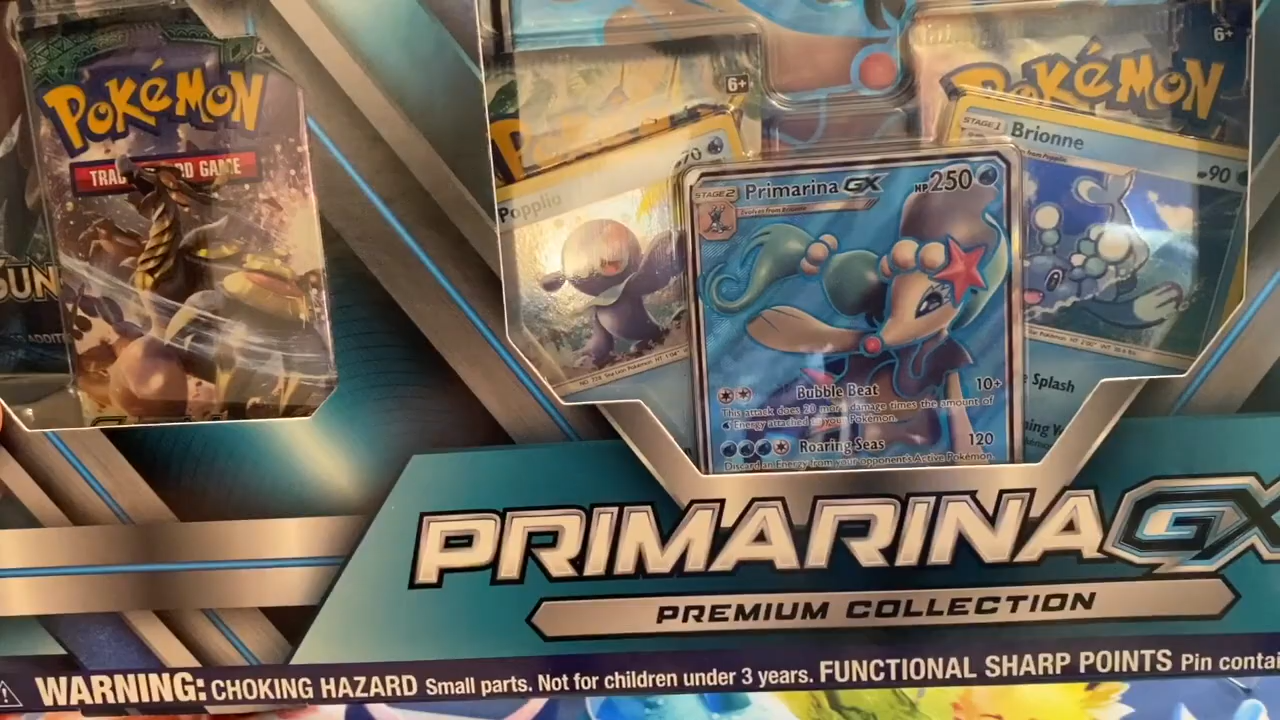 POKéMON
6+
6+
POKéMON
Popplio
70
STAGE 2
Primarina GX
HP 250
Evolves from Brionne
STAGE 1
Brionne
90
SUN
Bubble Beat
10+
This attack does 20 more damage times the amount of
Energy attached to your Pokémon.
Roaring Seas
120
Discard an Energy from your opponent's Active Pokémon.
Splash
PRIMARINA GX
PREMIUM COLLECTION
WARNING: CHOKING HAZARD Small parts. Not for children under 3 years. FUNCTIONAL SHARP POINTS Pin contai